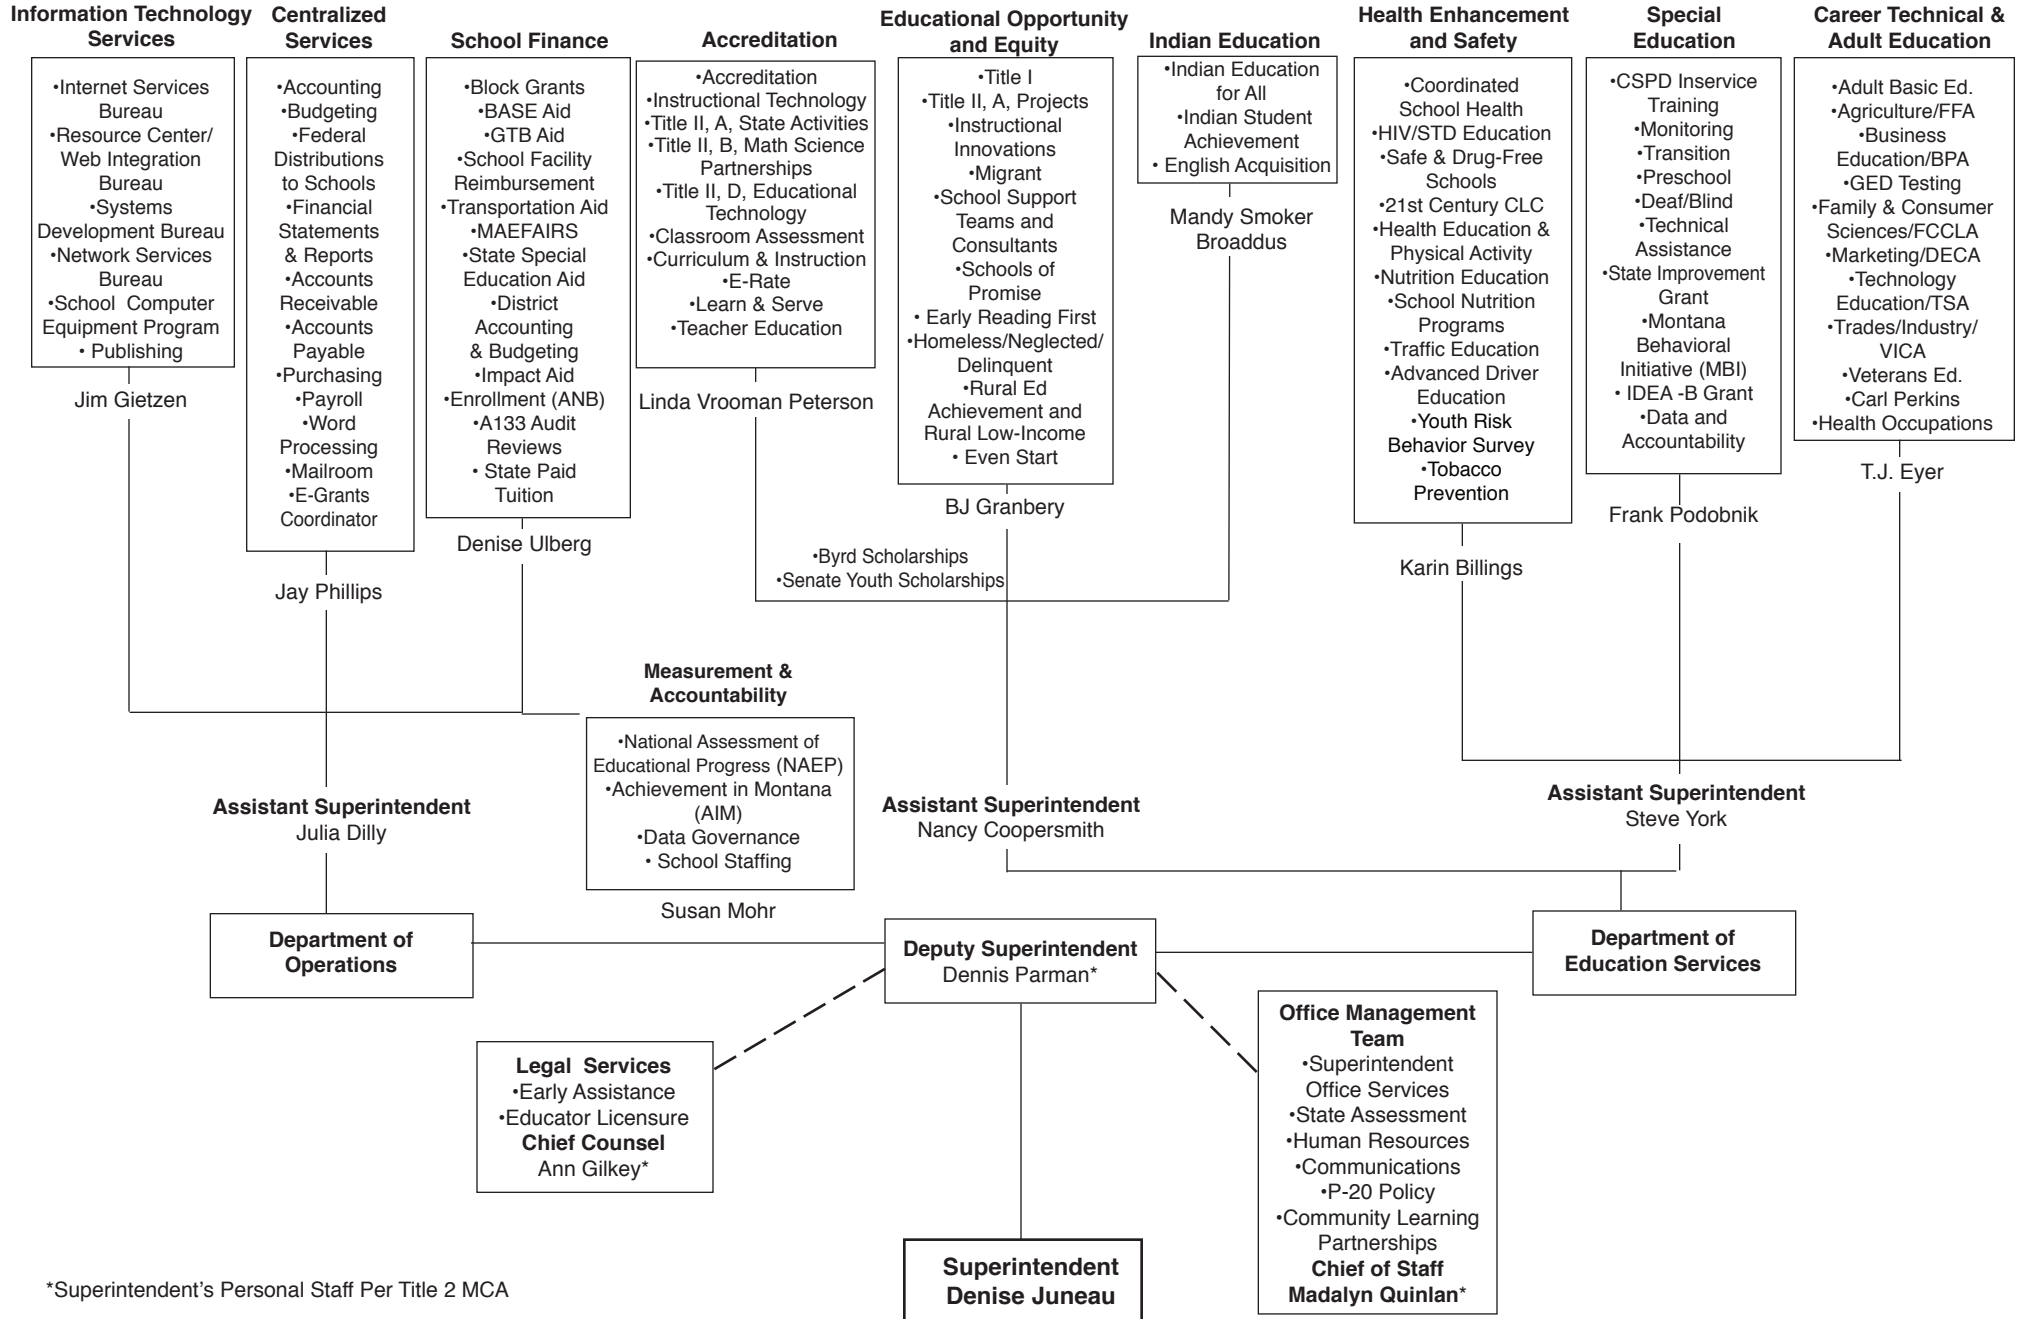 Information Technology
Services
•Internet Services
Bureau
•Resource Center/
Web Integration
Bureau
•Systems
Development Bureau
•Network Services
Bureau
•School  Computer
Equipment Program
• Publishing
Jim Gietzen
Centralized
Services
•Accounting
•Budgeting
•Federal
Distributions
to Schools
•Financial
Statements
& Reports
•Accounts
Receivable
•Accounts
Payable
•Purchasing
•Payroll
•Word
Processing
•Mailroom
•E-Grants
Coordinator
Jay Phillips
School Finance
•Block Grants
•BASE Aid
•GTB Aid
•School Facility
Reimbursement
•Transportation Aid
•MAEFAIRS
•State Special
Education Aid
•District
Accounting
& Budgeting
•Impact Aid
•Enrollment (ANB)
•A133 Audit
Reviews
• State Paid
Tuition
Denise Ulberg
Accreditation
•Accreditation
•Instructional Technology
•Title II, A, State Activities
•Title II, B, Math Science
Partnerships
•Title II, D, Educational
Technology
•Classroom Assessment
•Curriculum & Instruction
•E-Rate
•Learn & Serve
•Teacher Education
Linda Vrooman Peterson
Educational Opportunity
and Equity
•Title I
•Title II, A, Projects
•Instructional
Innovations
•Migrant
•School Support
Teams and
Consultants
•Schools of
Promise
• Early Reading First
•Homeless/Neglected/
Delinquent
•Rural Ed
Achievement and
Rural Low-Income
• Even Start
BJ Granbery
Indian Education
•Indian Education
for All
•Indian Student
Achievement
• English Acquisition
Mandy Smoker
Broaddus
•Byrd Scholarships
•Senate Youth Scholarships
Health Enhancement
and Safety
•Coordinated
School Health
•HIV/STD Education
•Safe & Drug-Free
Schools
•21st Century CLC
•Health Education &
Physical Activity
•Nutrition Education
•School Nutrition
Programs
•Traffic Education
•Advanced Driver
Education
•Youth Risk
Behavior Survey
•Tobacco
Prevention
Karin Billings
Special
Education
•CSPD Inservice
Training
•Monitoring
•Transition
•Preschool
•Deaf/Blind
•Technical
Assistance
•State Improvement
Grant
•Montana
Behavioral
Initiative (MBI)
• IDEA -B Grant
•Data and
Accountability
Frank Podobnik
Career Technical &
Adult Education
•Adult Basic Ed.
•Agriculture/FFA
•Business
Education/BPA
•GED Testing
•Family & Consumer
Sciences/FCCLA
•Marketing/DECA
•Technology
Education/TSA
•Trades/Industry/
VICA
•Veterans Ed.
•Carl Perkins
•Health Occupations
T.J. Eyer
Measurement &
Accountability
•National Assessment of
Educational Progress (NAEP)
•Achievement in Montana
(AIM)
•Data Governance
• School Staffing
Susan Mohr
Assistant Superintendent
Julia Dilly
Assistant Superintendent
Nancy Coopersmith
Assistant Superintendent
Steve York
Department of
Operations
Deputy Superintendent
Dennis Parman*
Department of
Education Services
Legal  Services
•Early Assistance
•Educator Licensure
Chief Counsel
Ann Gilkey*
Office Management
Team
•Superintendent
Office Services
•State Assessment
•Human Resources
•Communications
•P-20 Policy
•Community Learning
Partnerships
Chief of Staff
Madalyn Quinlan*
Superintendent
Denise Juneau
*Superintendent's Personal Staff Per Title 2 MCA